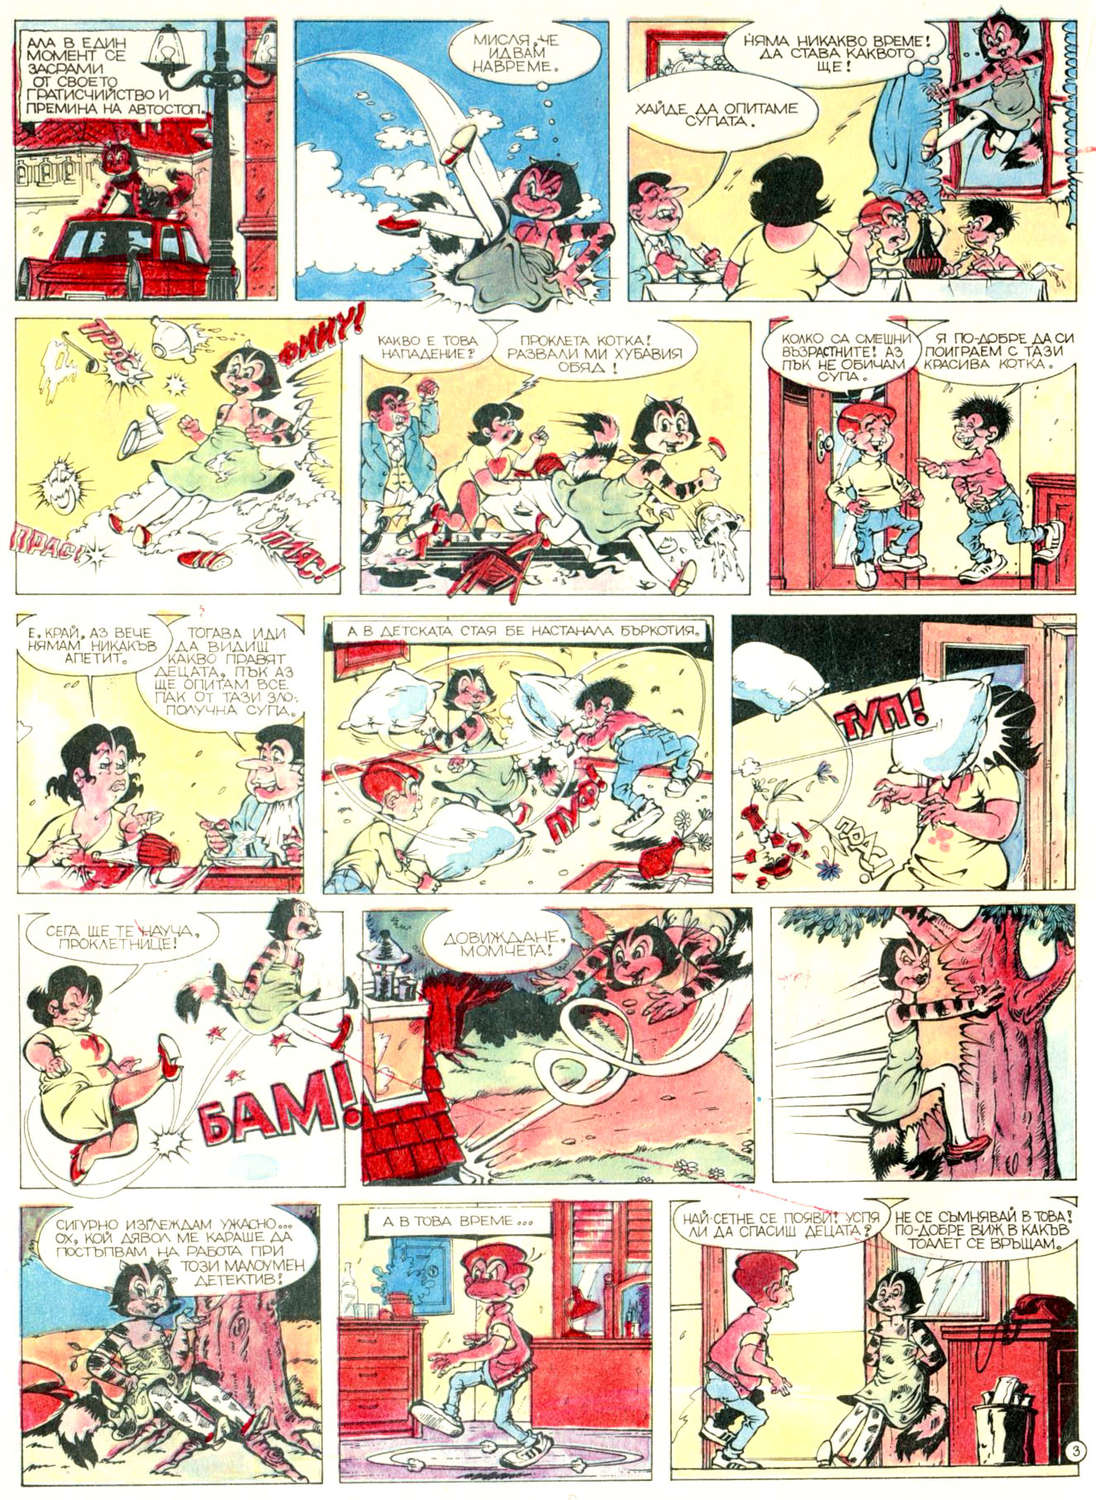 АЛА В ЕДИН
МОМЕНТ СЕ
ЗАСРАМИ
ОТ СВОЕТО
ГРАТИСЧИЙСТВО И
ПРЕМИНА НА АВТОСТОП.
МИСЛЯ, ЧЕ
ИДВАМ
НАВРЕМЕ.
НЯМА НИКАКВО ВРЕМЕ!
ДА СТАВА КАКВОТО
ЩЕ!
ХАЙДЕ ДА ОПИТАМЕ
СУПАТА.
ТРЯС!
ФИИУ!
ПРАС!
ПЛЯС!
КАКВО Е ТОВА
НАПАДЕНИЕ?
ПРОКЛЕТА КОТКА!
РАЗВАЛИ МИ ХУБАВИЯ
ОБЯД!
КОЛКО СА СМЕШНИ
ВЪЗРАСТНИТЕ! АЗ
ПЪК НЕ ОБИЧАМ
СУПА.
Я ПО-ДОБРЕ ДА СИ
ПОИГРАЕМ С ТАЗИ
КРАСИВА КОТКА.
Е, КРАЙ, АЗ ВЕЧЕ
НЯМАМ НИКАКЪВ
АПЕТИТ.
ТОГАВА ИДИ
ДА ВИДИШ
КАКВО ПРАВЯТ
ДЕЦАТА, ПЪК АЗ
ЩЕ ОПИТАМ ВСЕ
ПАК ОТ ТАЗИ ЗЛО-
ПОЛУЧНА СУПА.
А В ДЕТСКАТА СТАЯ БЕ НАСТАНАЛА БЪРКОТИЯ.
ПУФ!
ТУП!
ПРАС!
СЕГА ЩЕ ТЕ НАУЧА,
ПРОКЛЕТНИЦЕ!
БАМ!
ДОВИЖДАНЕ,
МОМЧЕТА!
СИГУРНО ИЗГЛЕЖДАМ УЖАСНО...
ОХ, КОЙ ДЯВОЛ МЕ КАРАШЕ ДА
ПОСТЪПВАМ НА РАБОТА ПРИ
ТОЗИ МАЛОУМЕН
ДЕТЕКТИВ!
А В ТОВА ВРЕМЕ...
НАЙ-СЕТНЕ СЕ ПОЯВИ! УСПЯ
ЛИ ДА СПАСИШ ДЕЦАТА?
НЕ СЕ СЪМНЯВАЙ В ТОВА!
ПО-ДОБРЕ ВИЖ В КАКЪВ
ТОАЛЕТ СЕ ВРЪЩАМ.
3